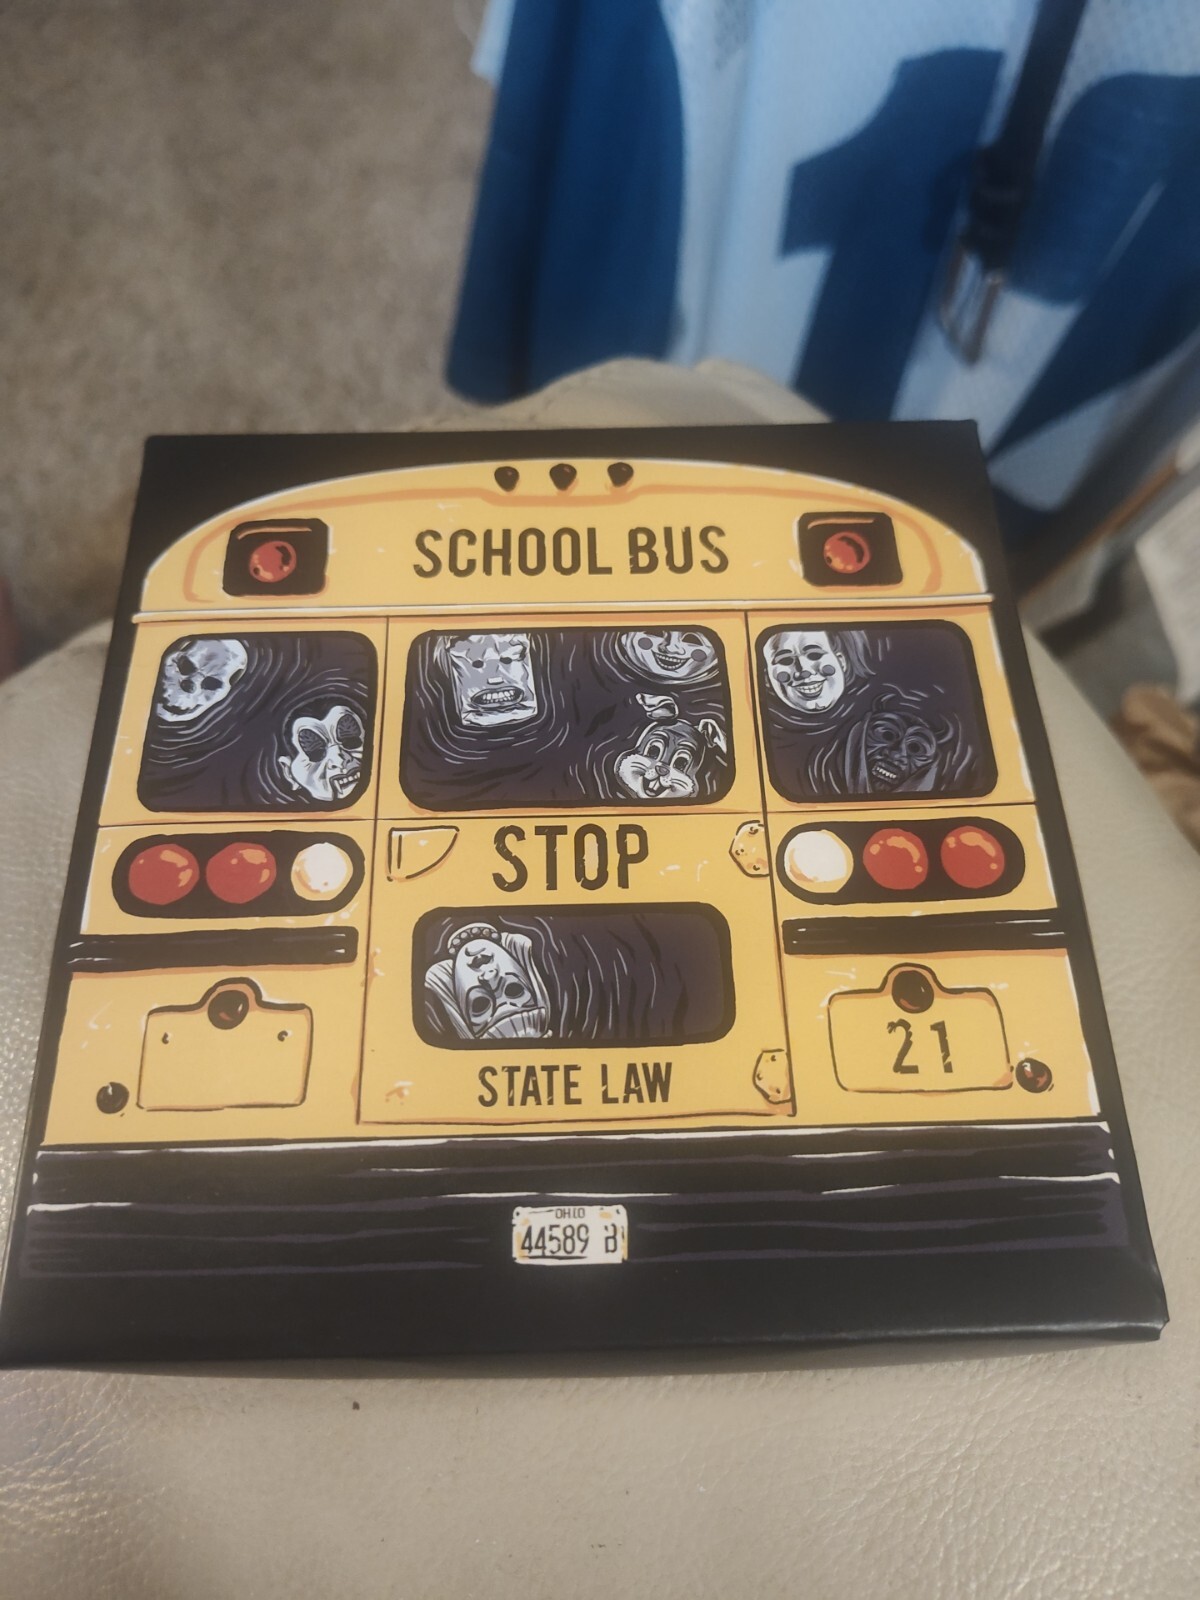 SCHOOL BUS
STOP
STATE LAW
21
OHIO
44589 B